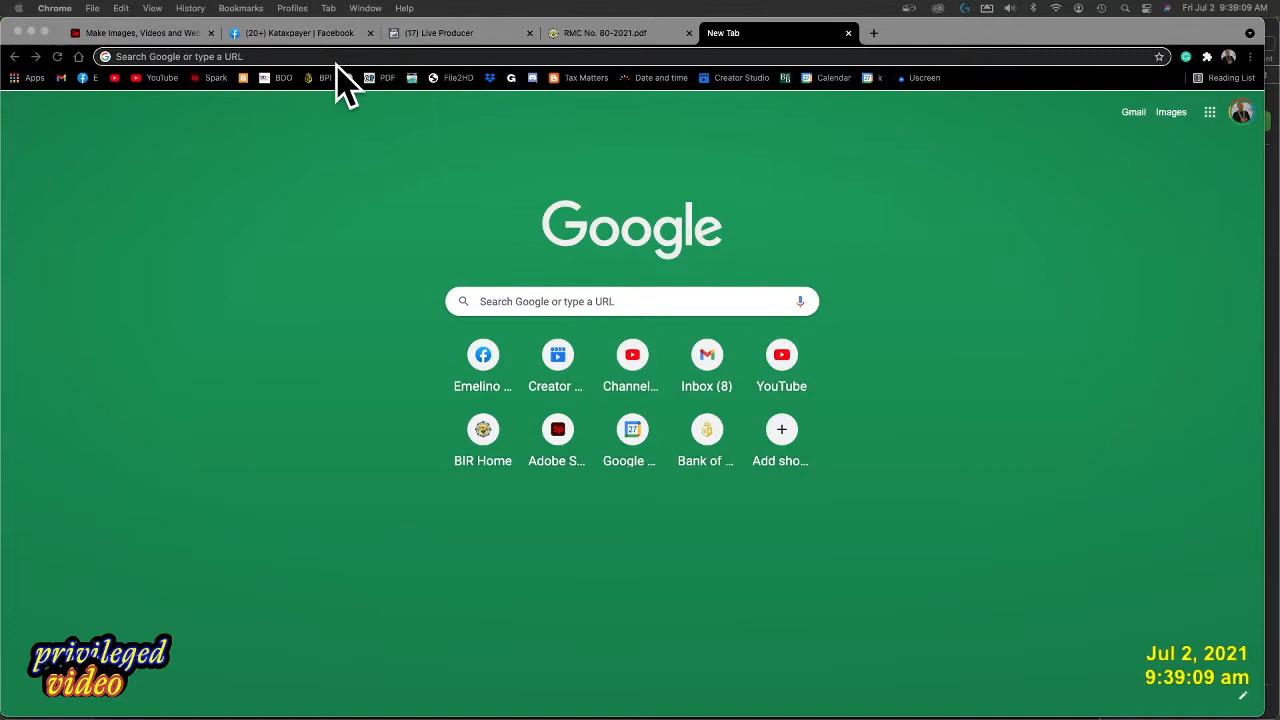 Chrome File Edit View History Bookmarks Profiles Tab Window Help Fri Jul 2 9:39:09 AM
Make Images, Videos and Web (20+) Kataxpayer | Facebook (17) Live Producer RMC No. 60-2021.pdf New Tab
Search Google or type a URL
Apps E YouTube Spark BDO BPI PDF File2HD G Tax Matters Date and time Creator Studio Calendar k Uscreen Reading List
Gmail Images
Google
Search Google or type a URL
Emelino ... Creator ... Channel... Inbox (8) YouTube
27
BIR Home Adobe S... Google ... Bank of ... Add sho...
privileged
video
Jul 2, 2021
9:39:09 am